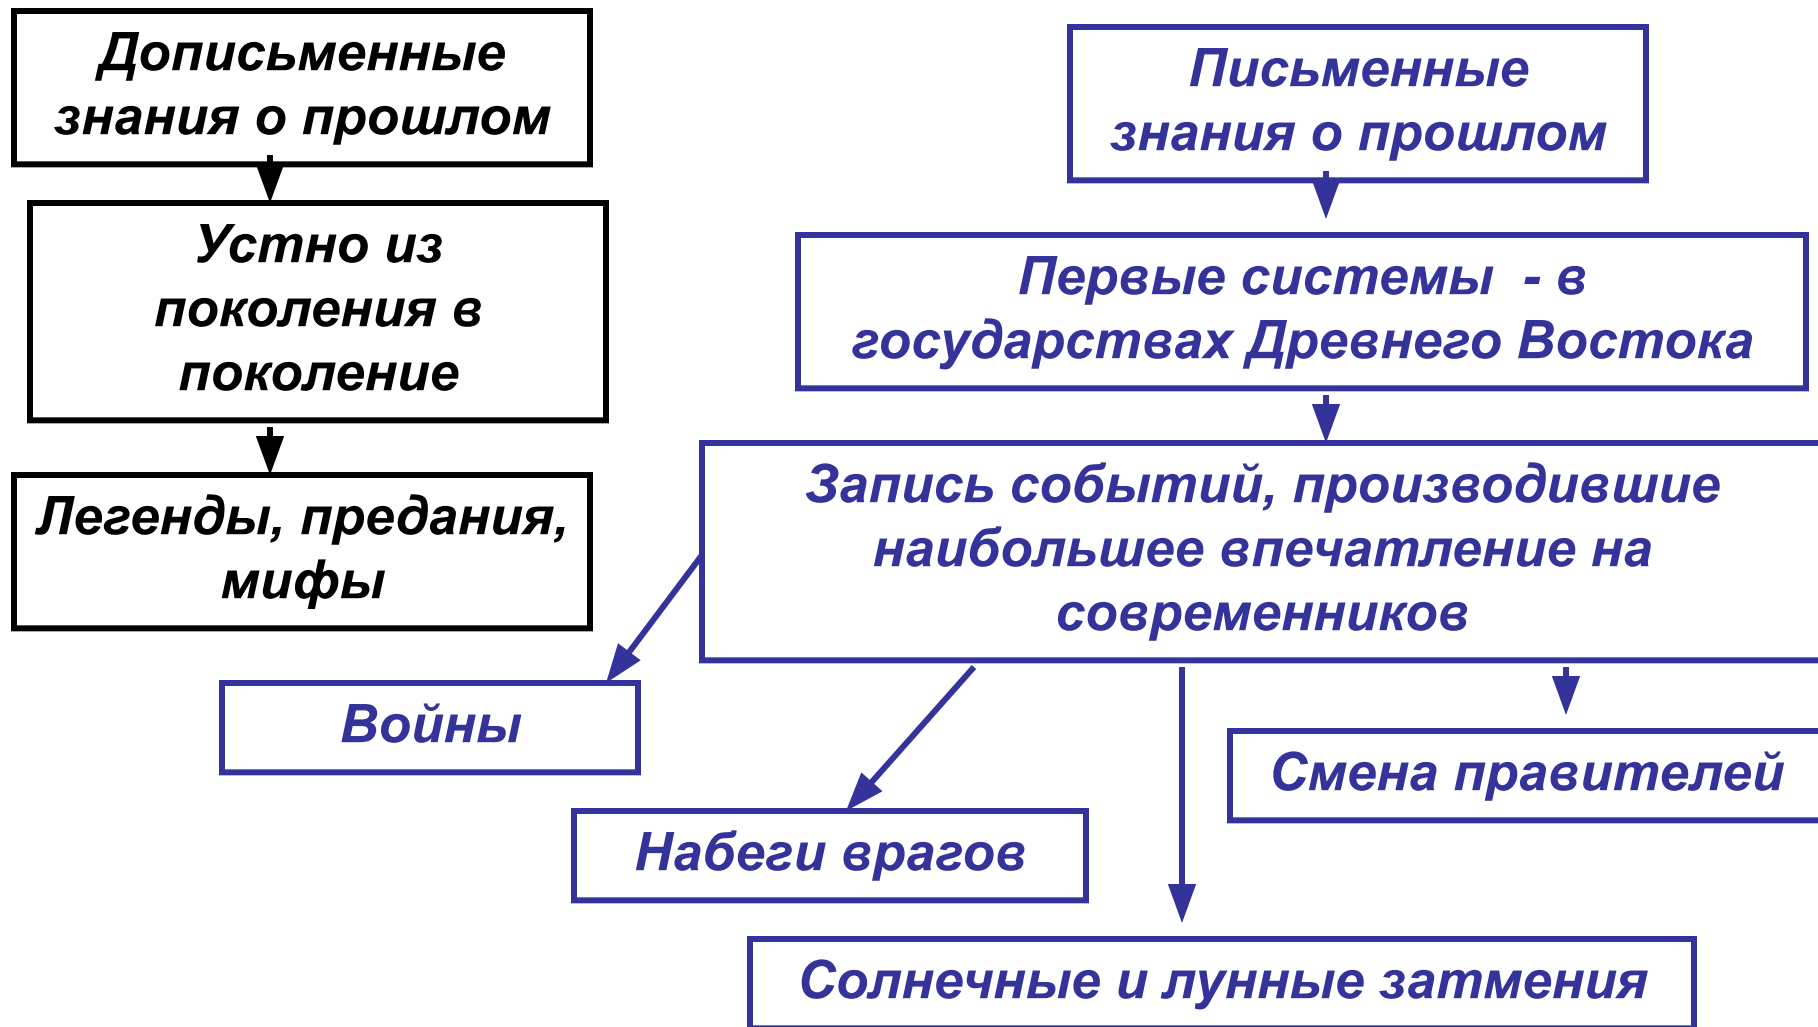 Дописьменные
знания о прошлом
Устно из
поколения в
поколение
Легенды, предания,
мифы
Письменные
знания о прошлом
Первые системы - в
государствах Древнего Востока
Запись событий, производившие
наибольшее впечатление на
современников
Войны
Набеги врагов
Солнечные и лунные затмения
Смена правителей